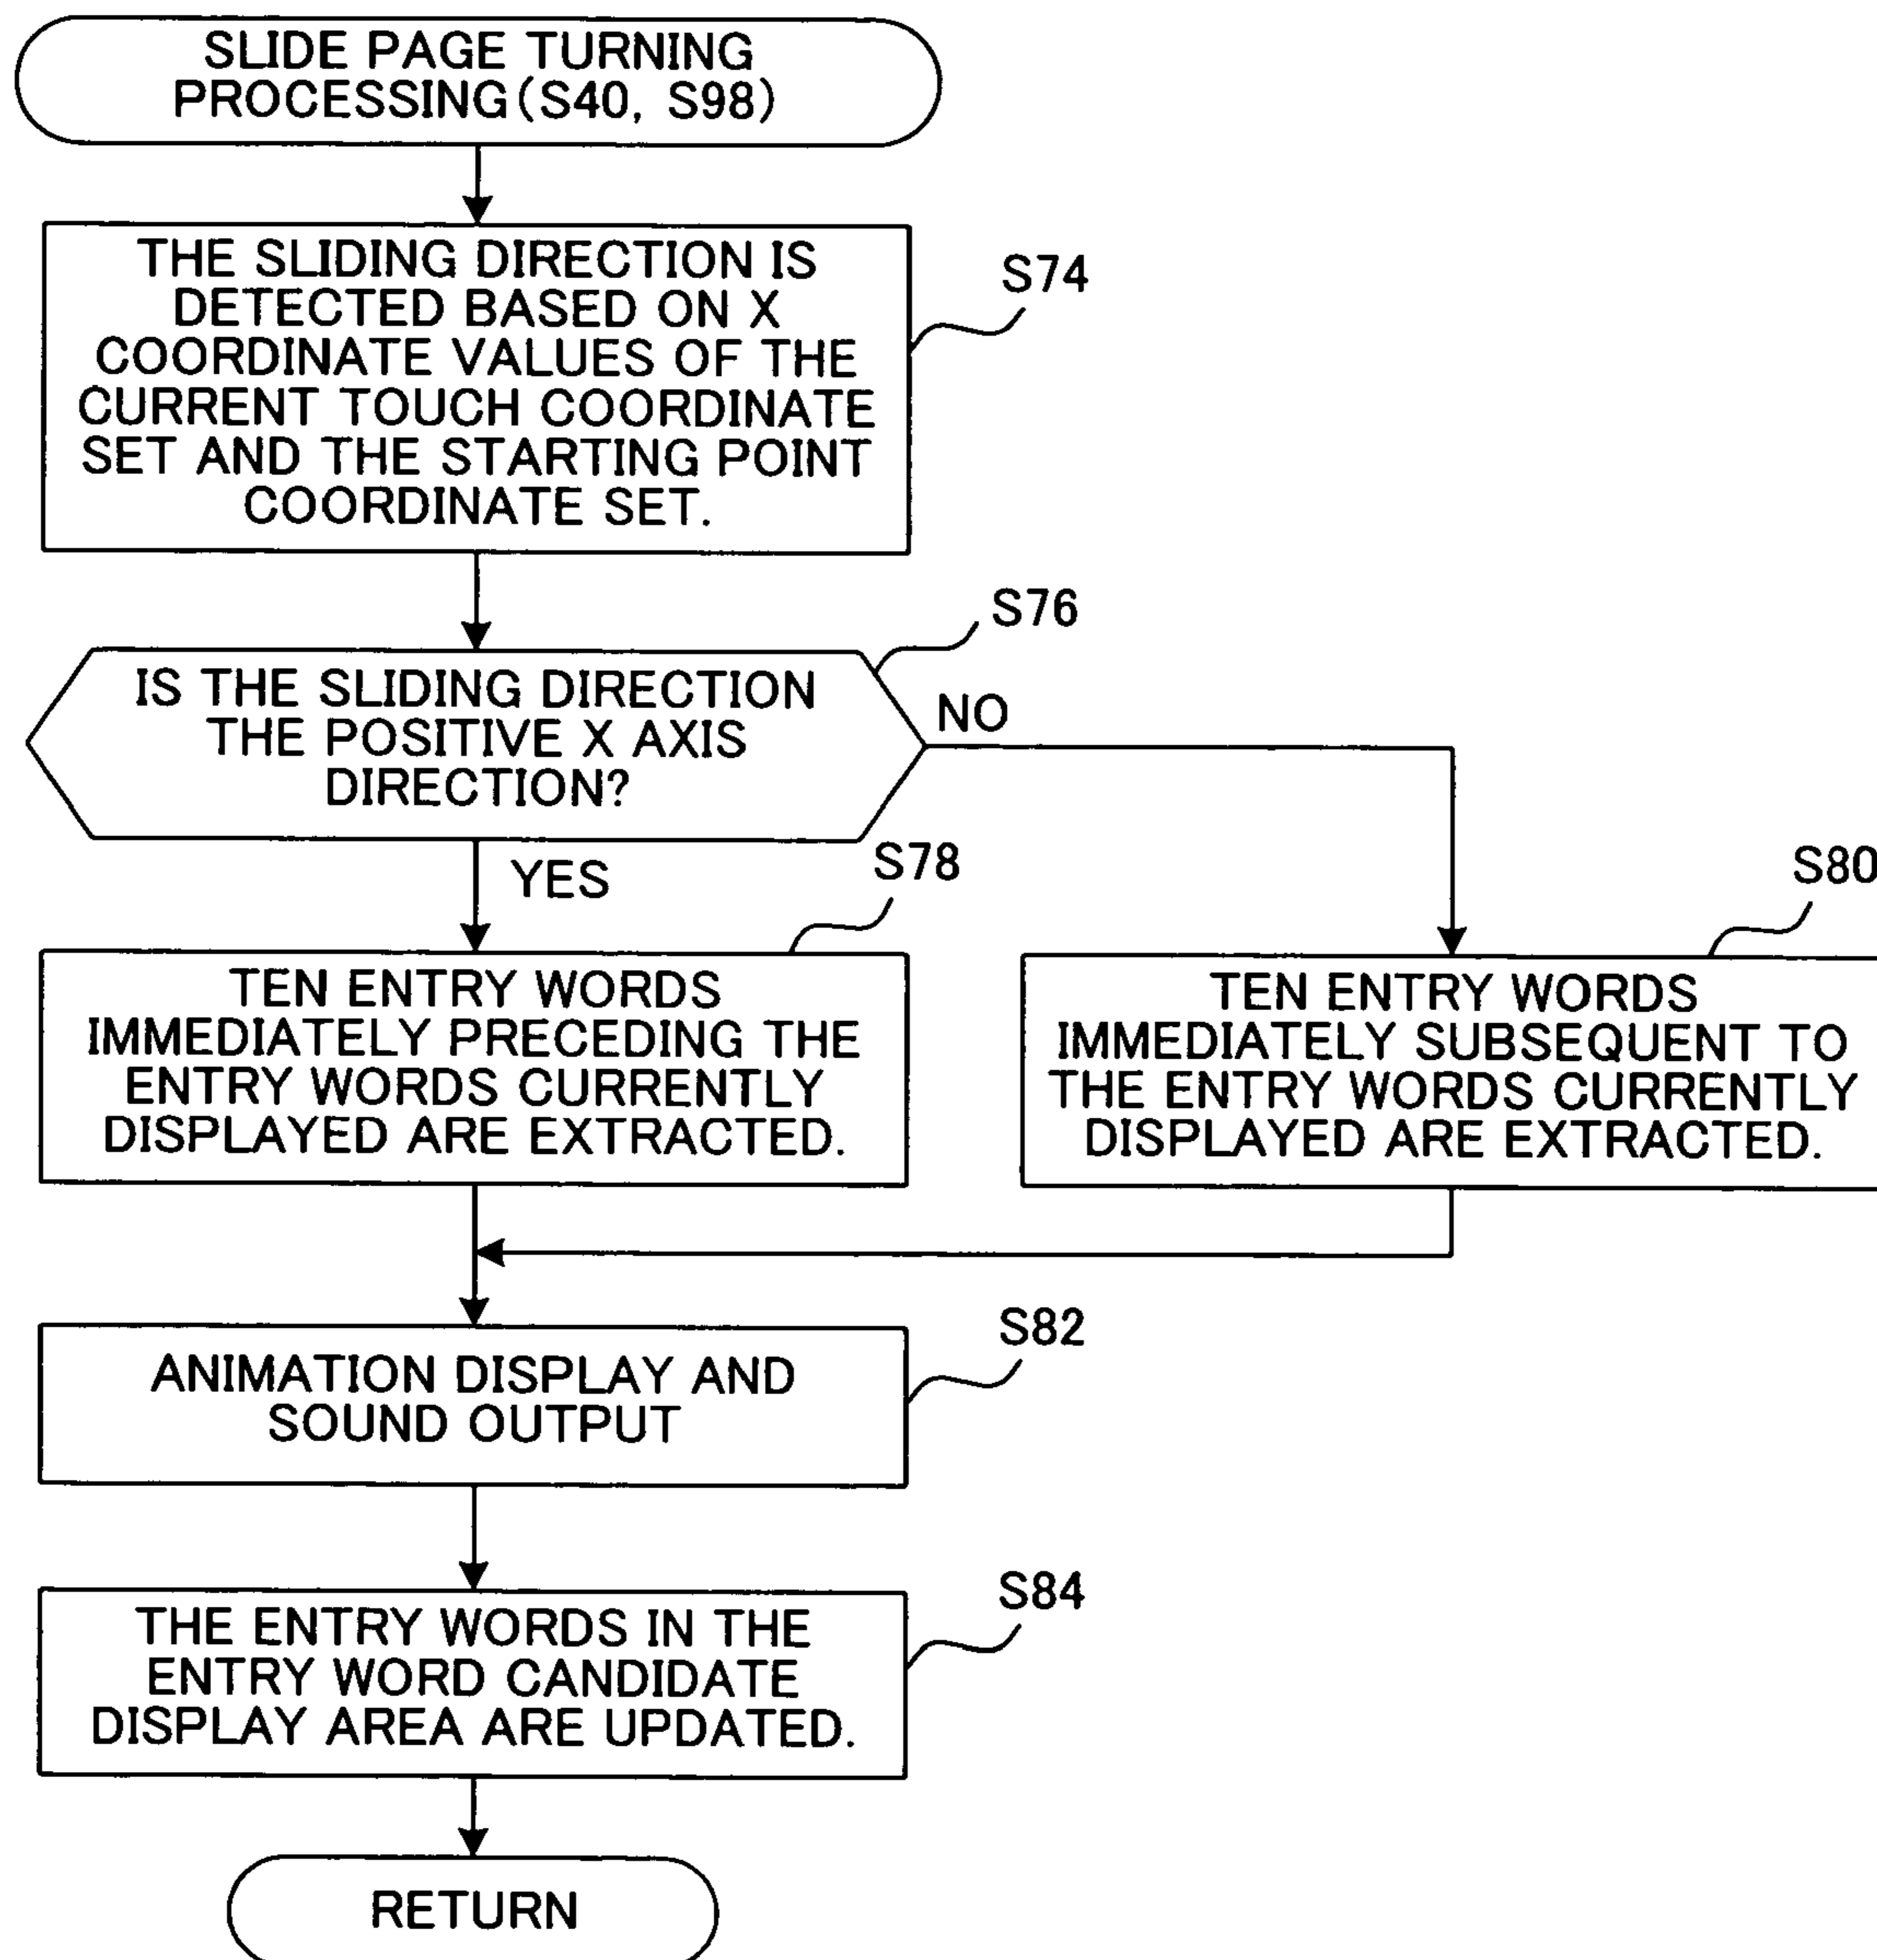 SLIDE PAGE TURNING
PROCESSING(S40, S98)
THE SLIDING DIRECTION IS
DETECTED BASED ON X
COORDINATE VALUES OF THE
CURRENT TOUCH COORDINATE
SET AND THE STARTING POINT
COORDINATE SET.
S74
S76
IS THE SLIDING DIRECTION
THE POSITIVE X AXIS
DIRECTION?
NO
YES
S78
TEN ENTRY WORDS
IMMEDIATELY PRECEDING THE
ENTRY WORDS CURRENTLY
DISPLAYED ARE EXTRACTED.
S80
TEN ENTRY WORDS
IMMEDIATELY SUBSEQUENT TO
THE ENTRY WORDS CURRENTLY
DISPLAYED ARE EXTRACTED.
S82
ANIMATION DISPLAY AND
SOUND OUTPUT
S84
THE ENTRY WORDS IN THE
ENTRY WORD CANDIDATE
DISPLAY AREA ARE UPDATED.
RETURN